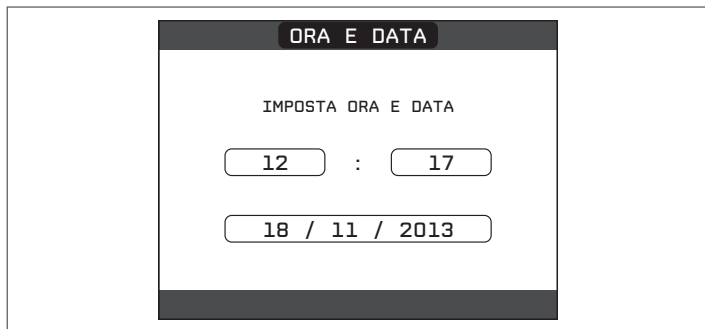 ORA E DATA
IMPOSTA ORA E DATA
12 : 17
18 / 11 / 2013